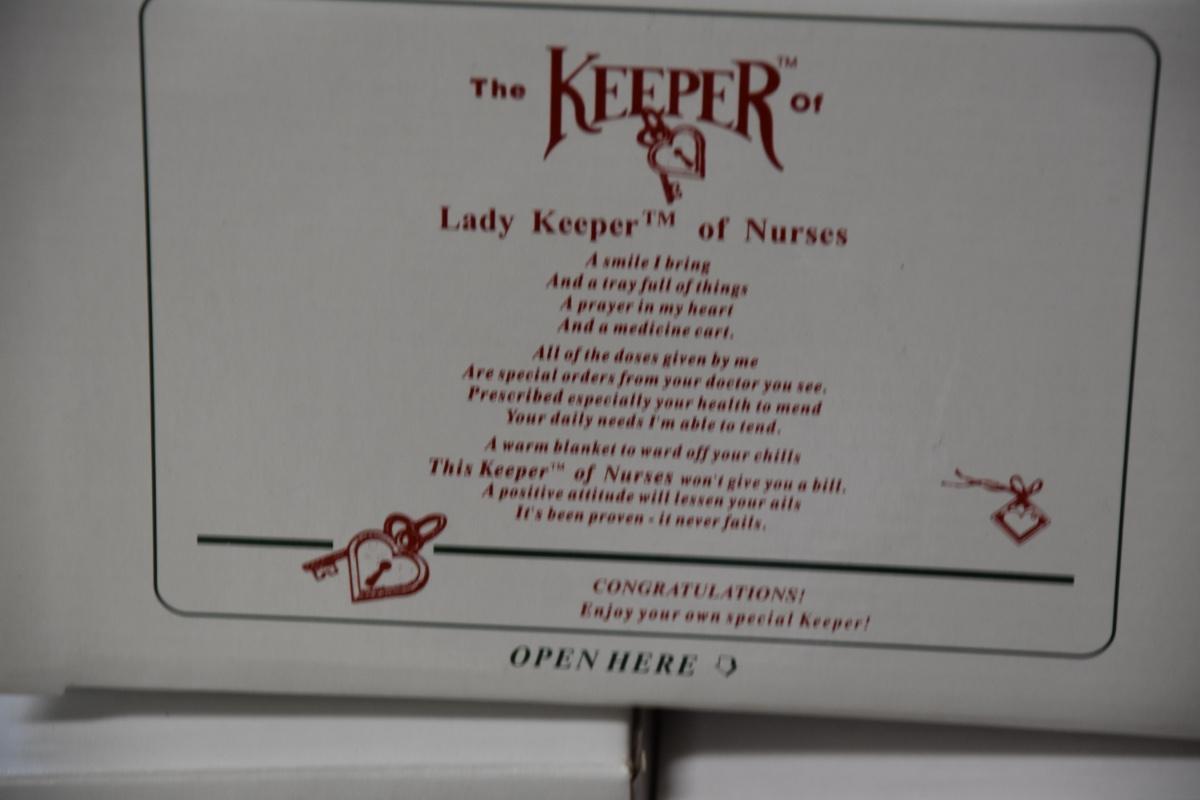 The KEEPER™ Of
Lady Keeper™ of Nurses
A smile I bring
And a tray full of things
A prayer in my heart
And a medicine cart.
All of the doses given by me
Are special orders from your doctor you see.
Prescribed especially your health to mend
Your daily needs I'm able to tend.
A warm blanket to ward off your chills
This Keeper™ of Nurses won't give you a bill.
A positive attitude will lessen your ails
It's been proven - it never fails.
CONGRATULATIONS!
Enjoy your own special Keeper!
OPEN HERE